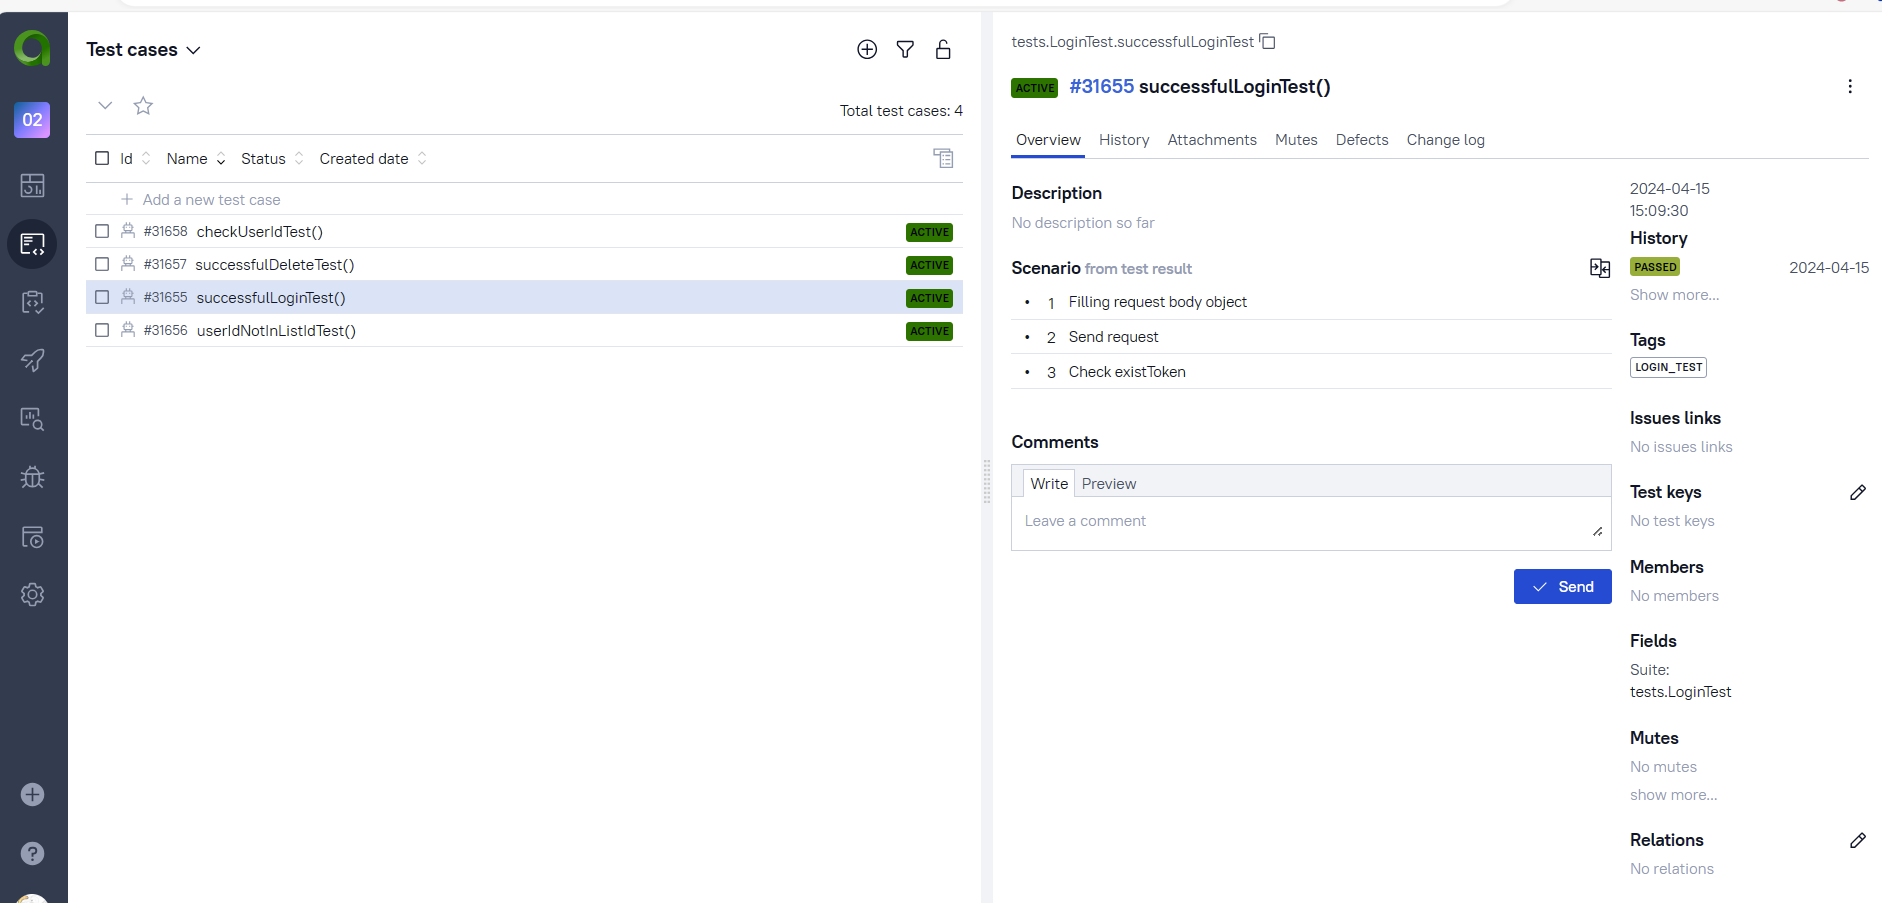 02
Test cases
Total test cases: 4
Id Name Status Created date
Add a new test case
#31658 checkUserIdTest() ACTIVE
#31657 successfulDeleteTest() ACTIVE
#31655 successfulLoginTest() ACTIVE
#31656 userIdNotInListIdTest() ACTIVE
tests.LoginTest.successfulLoginTest
ACTIVE #31655 successfulLoginTest()
Overview History Attachments Mutes Defects Change log
Description
No description so far
Scenario from test result
• 1 Filling request body object
• 2 Send request
• 3 Check existToken
Comments
Write Preview
Leave a comment
Send
2024-04-15
15:09:30
History
PASSED 2024-04-15
Show more...
Tags
LOGIN_TEST
Issues links
No issues links
Test keys
No test keys
Members
No members
Fields
Suite:
tests.LoginTest
Mutes
No mutes
show more...
Relations
No relations